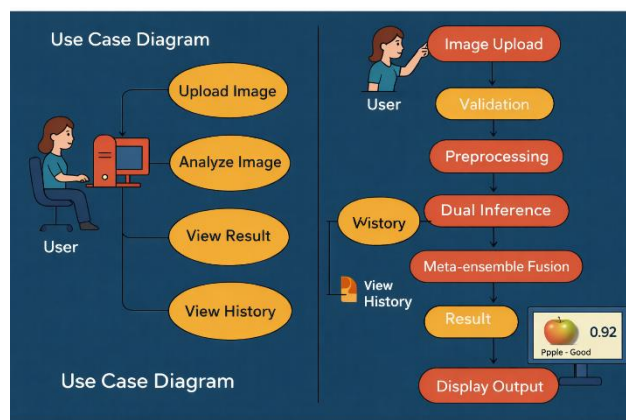 Use Case Diagram
Upload Image
Analyze Image
View Result
View History
User
Use Case Diagram
Image Upload
User
Validation
Preprocessing
Dual Inference
Wistory
View
History
Meta-ensemble Fusion
Result
0.92
Ppple - Good
Display Output